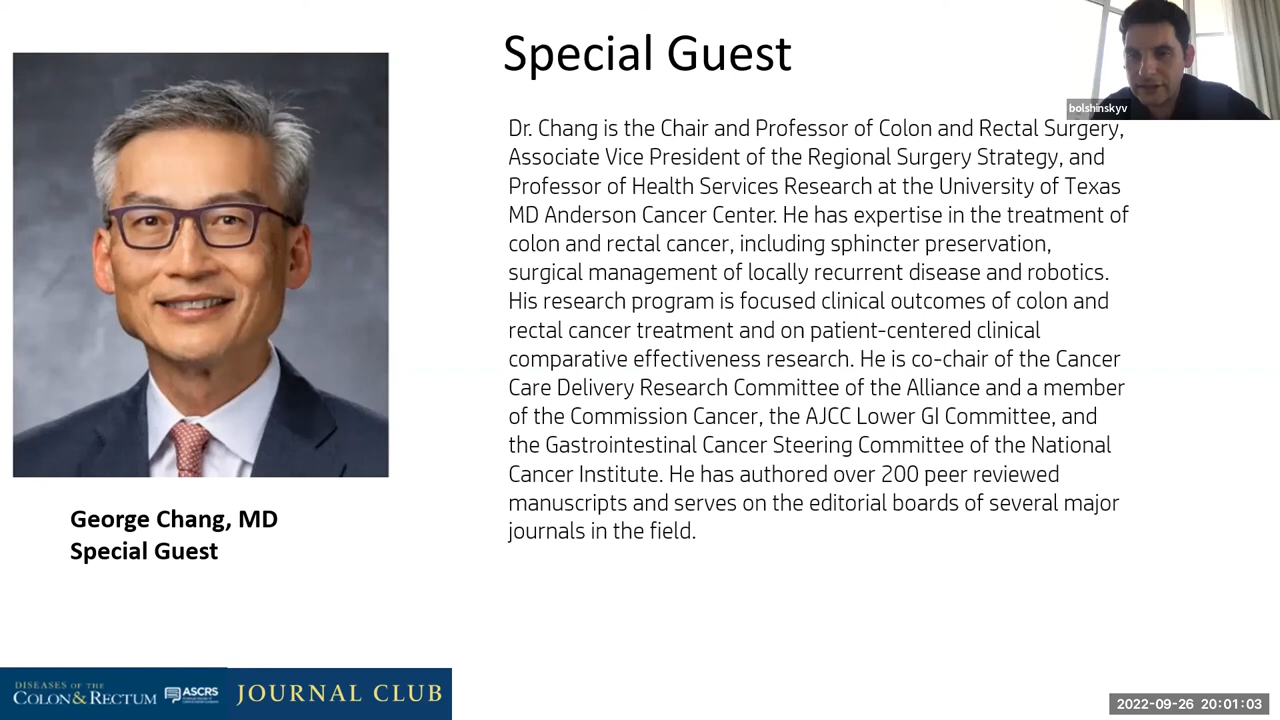 Special Guest
bolshinskyv
Dr. Chang is the Chair and Professor of Colon and Rectal Surgery,
Associate Vice President of the Regional Surgery Strategy, and
Professor of Health Services Research at the University of Texas
MD Anderson Cancer Center. He has expertise in the treatment of
colon and rectal cancer, including sphincter preservation,
surgical management of locally recurrent disease and robotics.
His research program is focused clinical outcomes of colon and
rectal cancer treatment and on patient-centered clinical
comparative effectiveness research. He is co-chair of the Cancer
Care Delivery Research Committee of the Alliance and a member
of the Commission Cancer, the AJCC Lower GI Committee, and
the Gastrointestinal Cancer Steering Committee of the National
Cancer Institute. He has authored over 200 peer reviewed
manuscripts and serves on the editorial boards of several major
journals in the field.
George Chang, MD
Special Guest
DISEASES OF THE
COLON&RECTUM
ASCRS
JOURNAL CLUB
2022-09-26 20:01:03